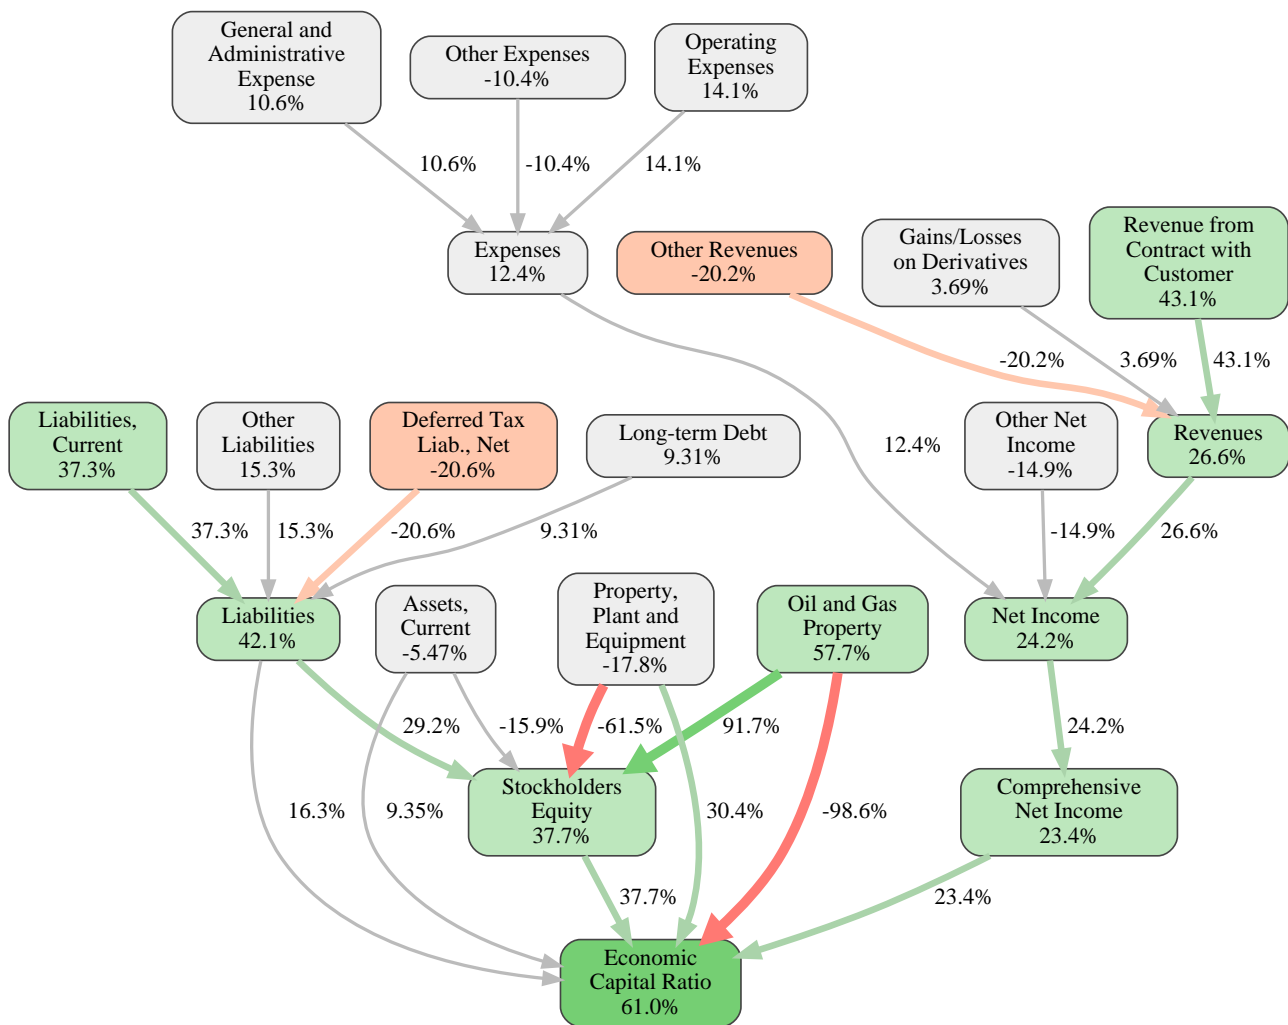 General and
Administrative
Expense
10.6%
Other Expenses
-10.4%
Operating
Expenses
14.1%
10.6%
-10.4%
14.1%
Expenses
12.4%
Other Revenues
-20.2%
Gains/Losses
on Derivatives
3.69%
Revenue from
Contract with
Customer
43.1%
-20.2%
3.69%
43.1%
Liabilities,
Current
37.3%
Other
Liabilities
15.3%
Deferred Tax
Liab., Net
-20.6%
Long-term Debt
9.31%
12.4%
Other Net
Income
-14.9%
Revenues
26.6%
37.3%
15.3%
-20.6%
9.31%
-14.9%
26.6%
Liabilities
42.1%
Assets,
Current
-5.47%
Property,
Plant and
Equipment
-17.8%
Oil and Gas
Property
57.7%
Net Income
24.2%
29.2%
-15.9%
-61.5%
91.7%
24.2%
16.3%
9.35%
Stockholders
Equity
37.7%
30.4%
-98.6%
Comprehensive
Net Income
23.4%
37.7%
23.4%
Economic
Capital Ratio
61.0%